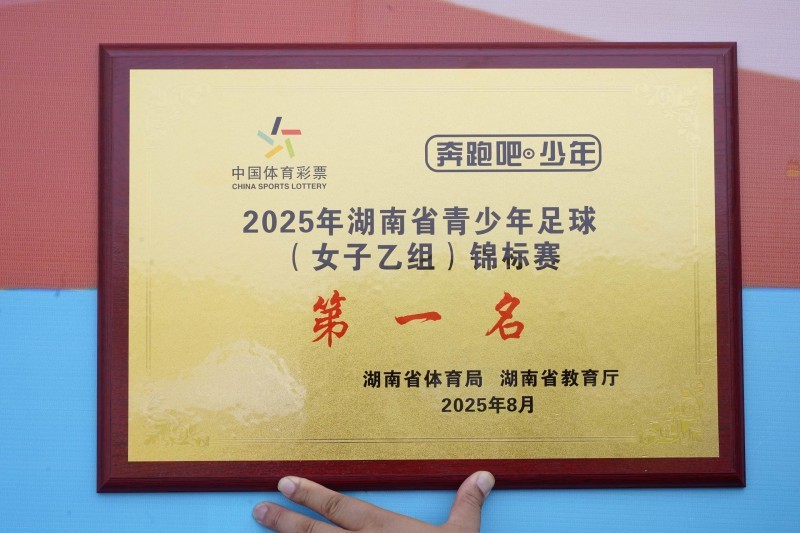 中国体育彩票
CHINA SPORTS LOTTERY
奔跑吧·少年
2025年湖南省青少年足球
（女子乙组）锦标赛
第一名
湖南省体育局 湖南省教育厅
2025年8月